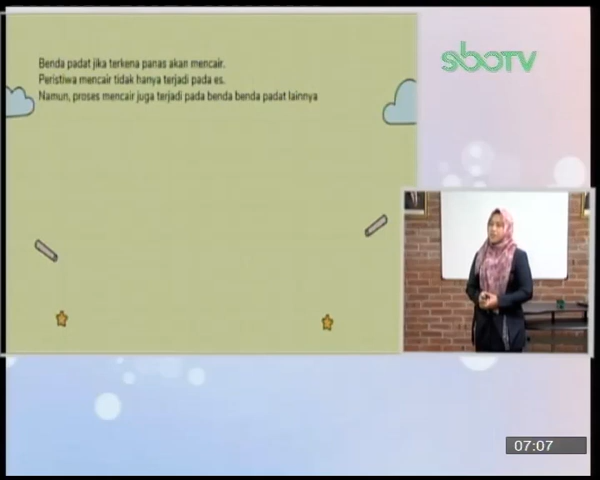 sboTV
Benda padat jika terkena panas akan mencair.
Peristiwa mencair tidak hanya terjadi pada es.
Namun, proses mencair juga terjadi pada benda benda padat lainnya
07:07